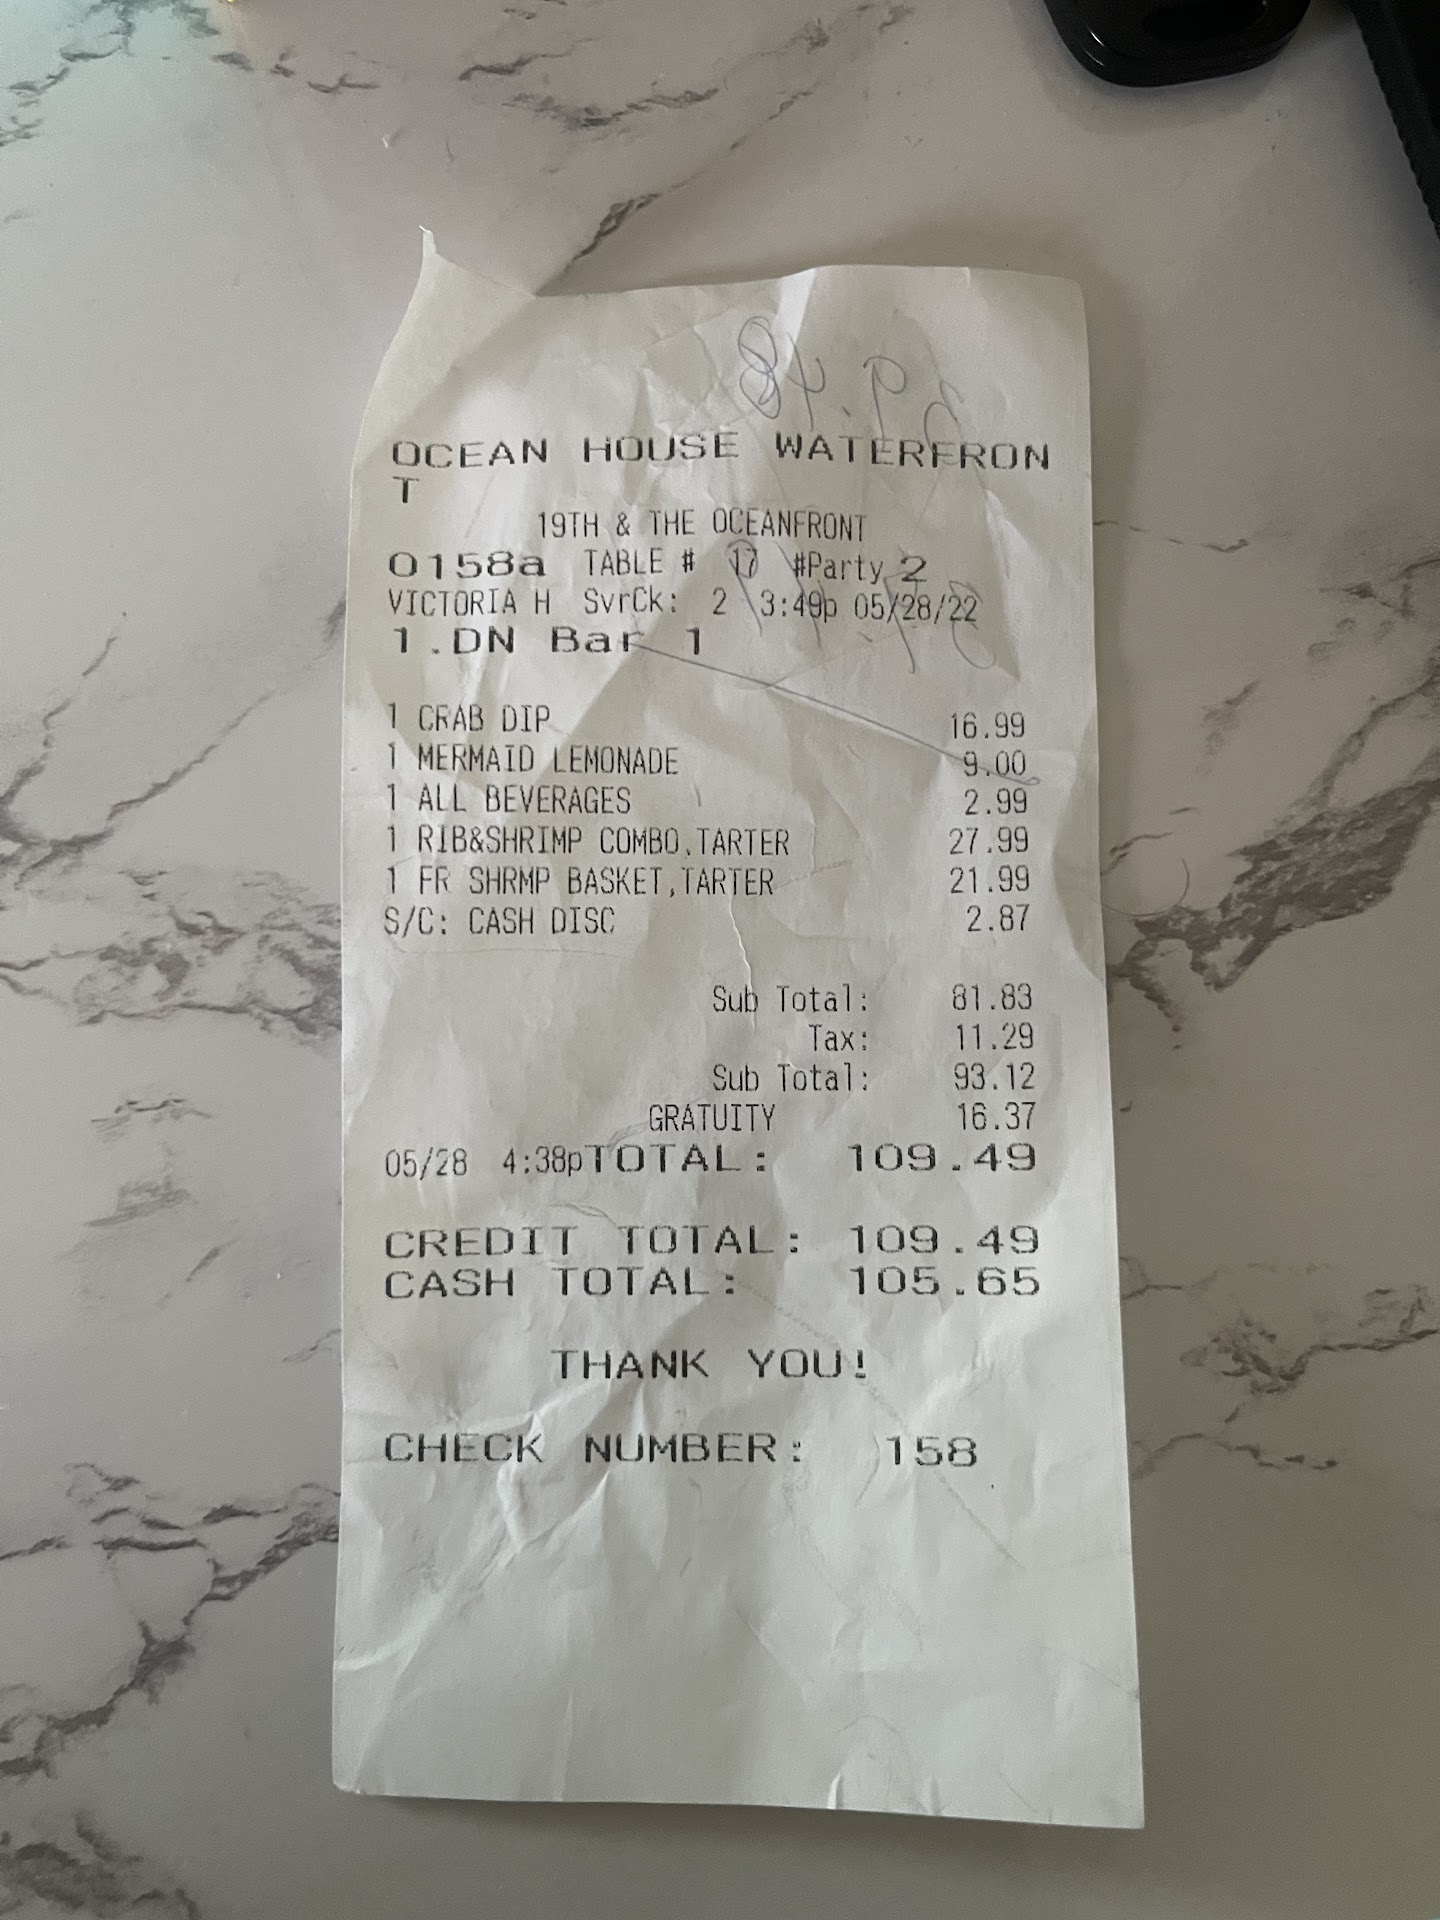 OCEAN HOUSE WATERFRON
T
19TH & THE OCEANFRONT
0158a TABLE # 17 #Party 2
VICTORIA H SvrCk: 2 3:49p 05/28/22
1.DN Bar 1
1 CRAB DIP 16.99
1 MERMAID LEMONADE 9.00
1 ALL BEVERAGES 2.99
1 RIB&SHRIMP COMBO,TARTER 27.99
1 FR SHRMP BASKET,TARTER 21.99
S/C: CASH DISC 2.87
Sub Total: 81.83
Tax: 11.29
Sub Total: 93.12
GRATUITY 16.37
05/28 4:38pTOTAL: 109.49
CREDIT TOTAL: 109.49
CASH TOTAL: 105.65
THANK YOU!
CHECK NUMBER: 158